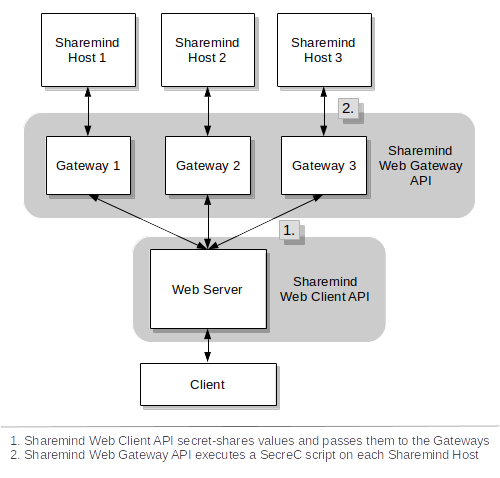 Sharemind
Host 1
Sharemind
Host 2
Sharemind
Host 3
2.
Gateway 1
Gateway 2
Gateway 3
Sharemind
Web Gateway
API
1.
Web Server
Sharemind
Web Client API
Client
1. Sharemind Web Client API secret-shares values and passes them to the Gateways
2. Sharemind Web Gateway API executes a SecreC script on each Sharemind Host